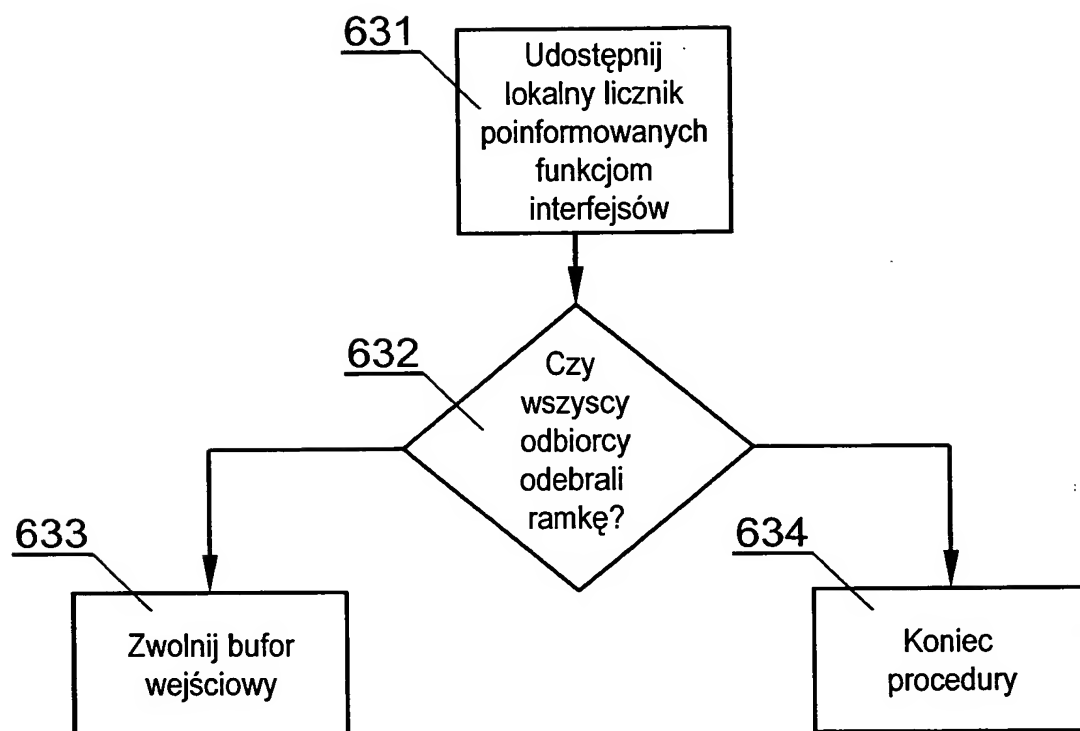 631
Udostępnij
lokalny licznik
poinformowanych
funkcjom
interfejsów
632
Czy
wszyscy
odbiorcy
odebrali
ramkę?
633
Zwolnij bufor
wejściowy
634
Koniec
procedury